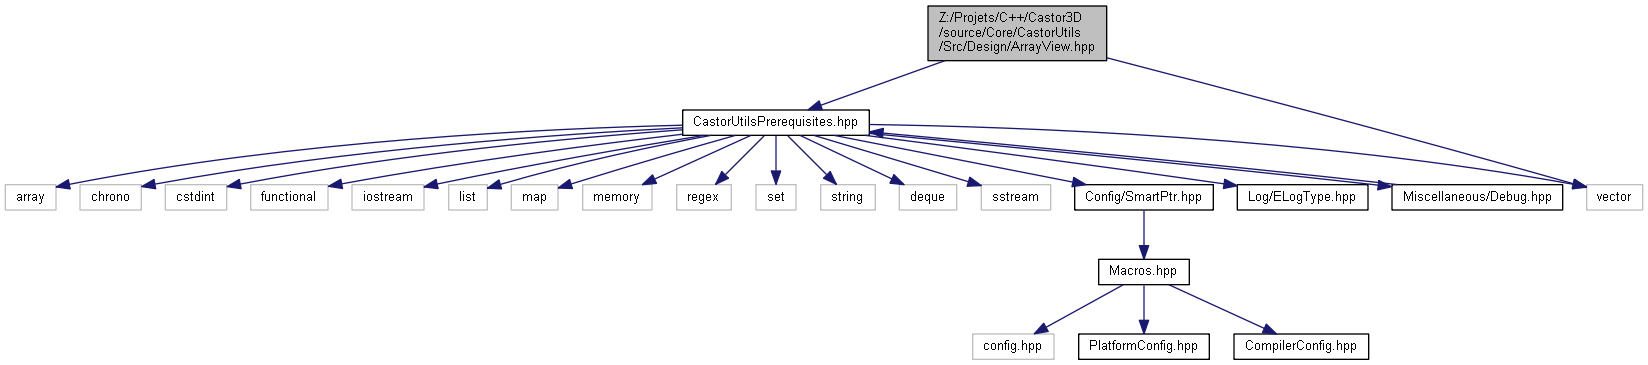 Z:/Projets/C++/Castor3D
/source/Core/CastorUtils
/Src/Design/ArrayView.hpp
CastorUtilsPrerequisites.hpp
array
chrono
cstdint
functional
iostream
list
map
memory
regex
set
string
deque
sstream
Config/SmartPtr.hpp
Log/ELogType.hpp
Miscellaneous/Debug.hpp
vector
Macros.hpp
config.hpp
PlatformConfig.hpp
CompilerConfig.hpp